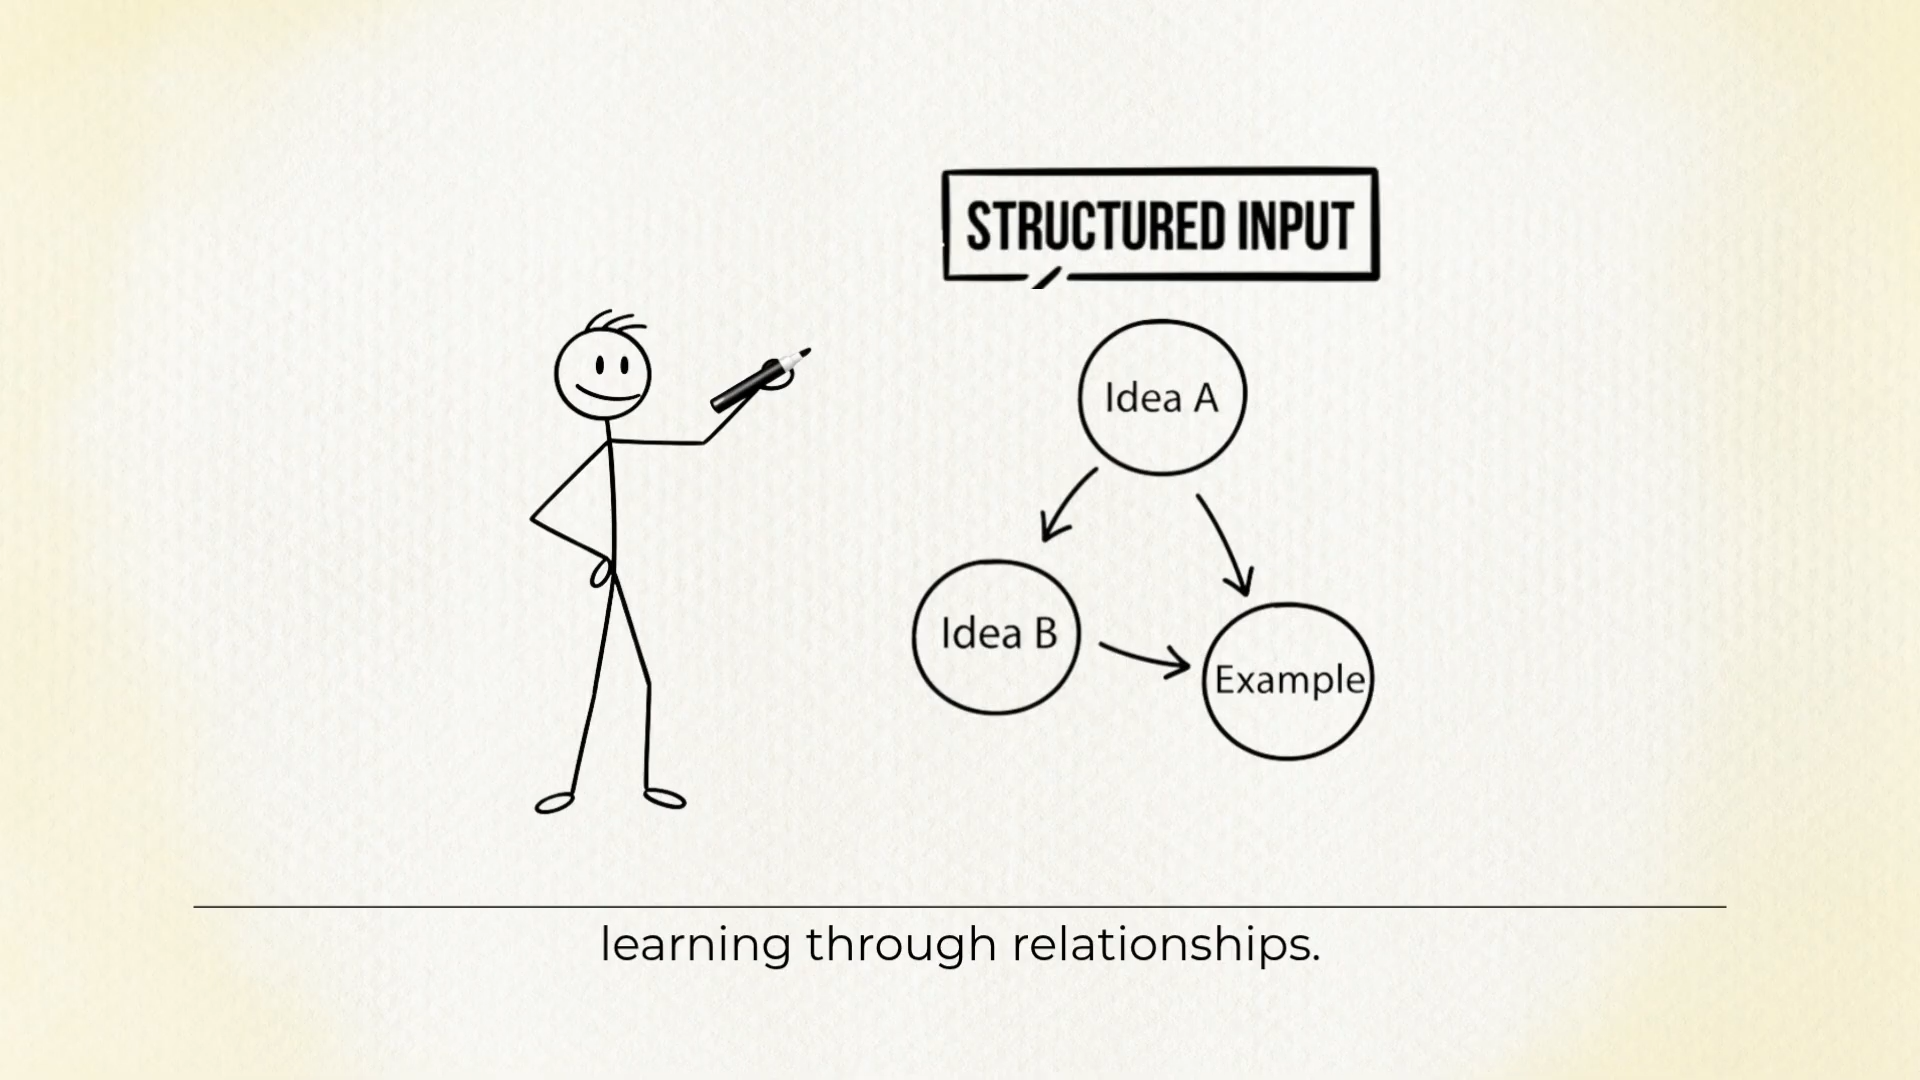 STRUCTURED INPUT
Idea A
Idea B
Example
learning through relationships.